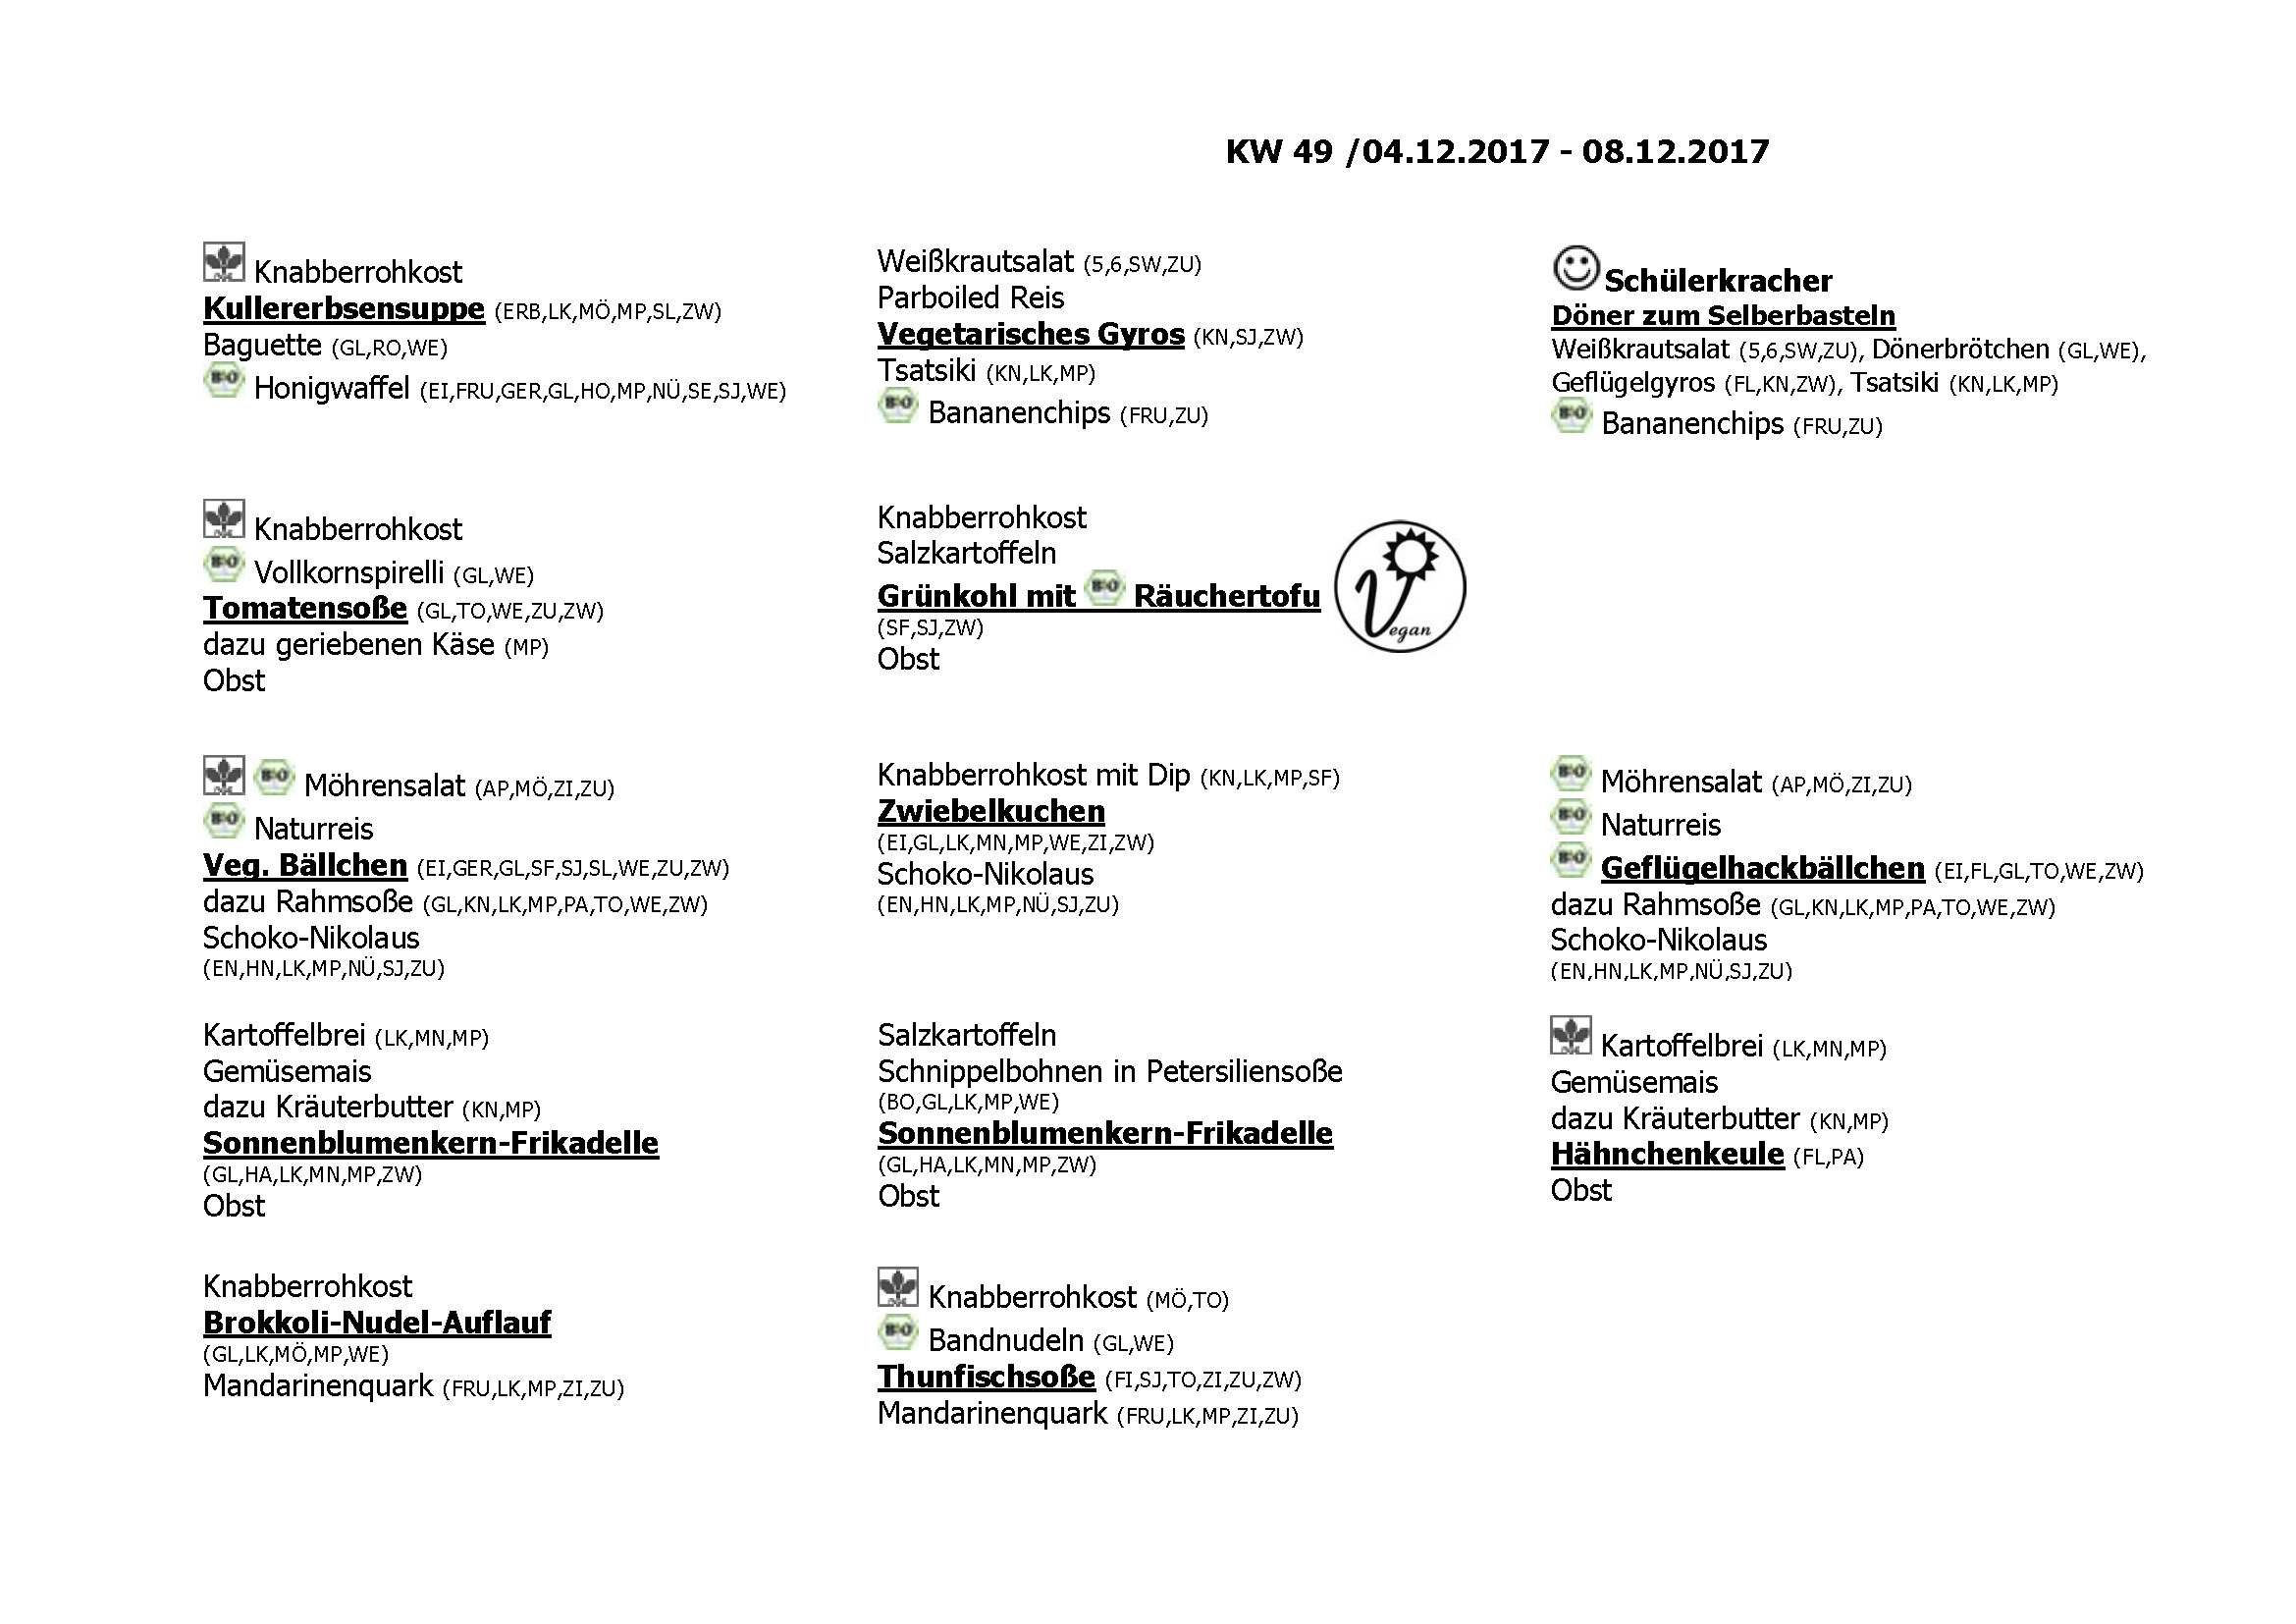 KW 49 /04.12.2017 - 08.12.2017
Knabberrohkost
Kullererbsensuppe (ERB,LK,MÖ,MP,SL,ZW)
Baguette (GL,RO,WE)
BIO Honigwaffel (EI,FRU,GER,GL,HO,MP,NÜ,SE,SJ,WE)
Weißkrautsalat (5,6,SW,ZU)
Parboiled Reis
Vegetarisches Gyros (KN,SJ,ZW)
Tsatsiki (KN,LK,MP)
BIO Bananenchips (FRU,ZU)
Schülerkracher
Döner zum Selberbasteln
Weißkrautsalat (5,6,SW,ZU), Dönerbrötchen (GL,WE),
Geflügelgyros (FL,KN,ZW), Tsatsiki (KN,LK,MP)
BIO Bananenchips (FRU,ZU)
Knabberrohkost
BIO Vollkornspirelli (GL,WE)
Tomatensoße (GL,TO,WE,ZU,ZW)
dazu geriebenen Käse (MP)
Obst
Knabberrohkost
Salzkartoffeln
Grünkohl mit BIO Räuchertofu
(SF,SJ,ZW)
Obst
Vegan
BIO Möhrensalat (AP,MÖ,ZI,ZU)
BIO Naturreis
Veg. Bällchen (EI,GER,GL,SF,SJ,SL,WE,ZU,ZW)
dazu Rahmsoße (GL,KN,LK,MP,PA,TO,WE,ZW)
Schoko-Nikolaus
(EN,HN,LK,MP,NÜ,SJ,ZU)
Knabberrohkost mit Dip (KN,LK,MP,SF)
Zwiebelkuchen
(EI,GL,LK,MN,MP,WE,ZI,ZW)
Schoko-Nikolaus
(EN,HN,LK,MP,NÜ,SJ,ZU)
BIO Möhrensalat (AP,MÖ,ZI,ZU)
BIO Naturreis
BIO Geflügelhackbällchen (EI,FL,GL,TO,WE,ZW)
dazu Rahmsoße (GL,KN,LK,MP,PA,TO,WE,ZW)
Schoko-Nikolaus
(EN,HN,LK,MP,NÜ,SJ,ZU)
Kartoffelbrei (LK,MN,MP)
Gemüsemais
dazu Kräuterbutter (KN,MP)
Sonnenblumenkern-Frikadelle
(GL,HA,LK,MN,MP,ZW)
Obst
Salzkartoffeln
Schnippelbohnen in Petersiliensoße
(BO,GL,LK,MP,WE)
Sonnenblumenkern-Frikadelle
(GL,HA,LK,MN,MP,ZW)
Obst
Kartoffelbrei (LK,MN,MP)
Gemüsemais
dazu Kräuterbutter (KN,MP)
Hähnchenkeule (FL,PA)
Obst
Knabberrohkost
Brokkoli-Nudel-Auflauf
(GL,LK,MÖ,MP,WE)
Mandarinenquark (FRU,LK,MP,ZI,ZU)
Knabberrohkost (MÖ,TO)
BIO Bandnudeln (GL,WE)
Thunfischsoße (FI,SJ,TO,ZI,ZU,ZW)
Mandarinenquark (FRU,LK,MP,ZI,ZU)